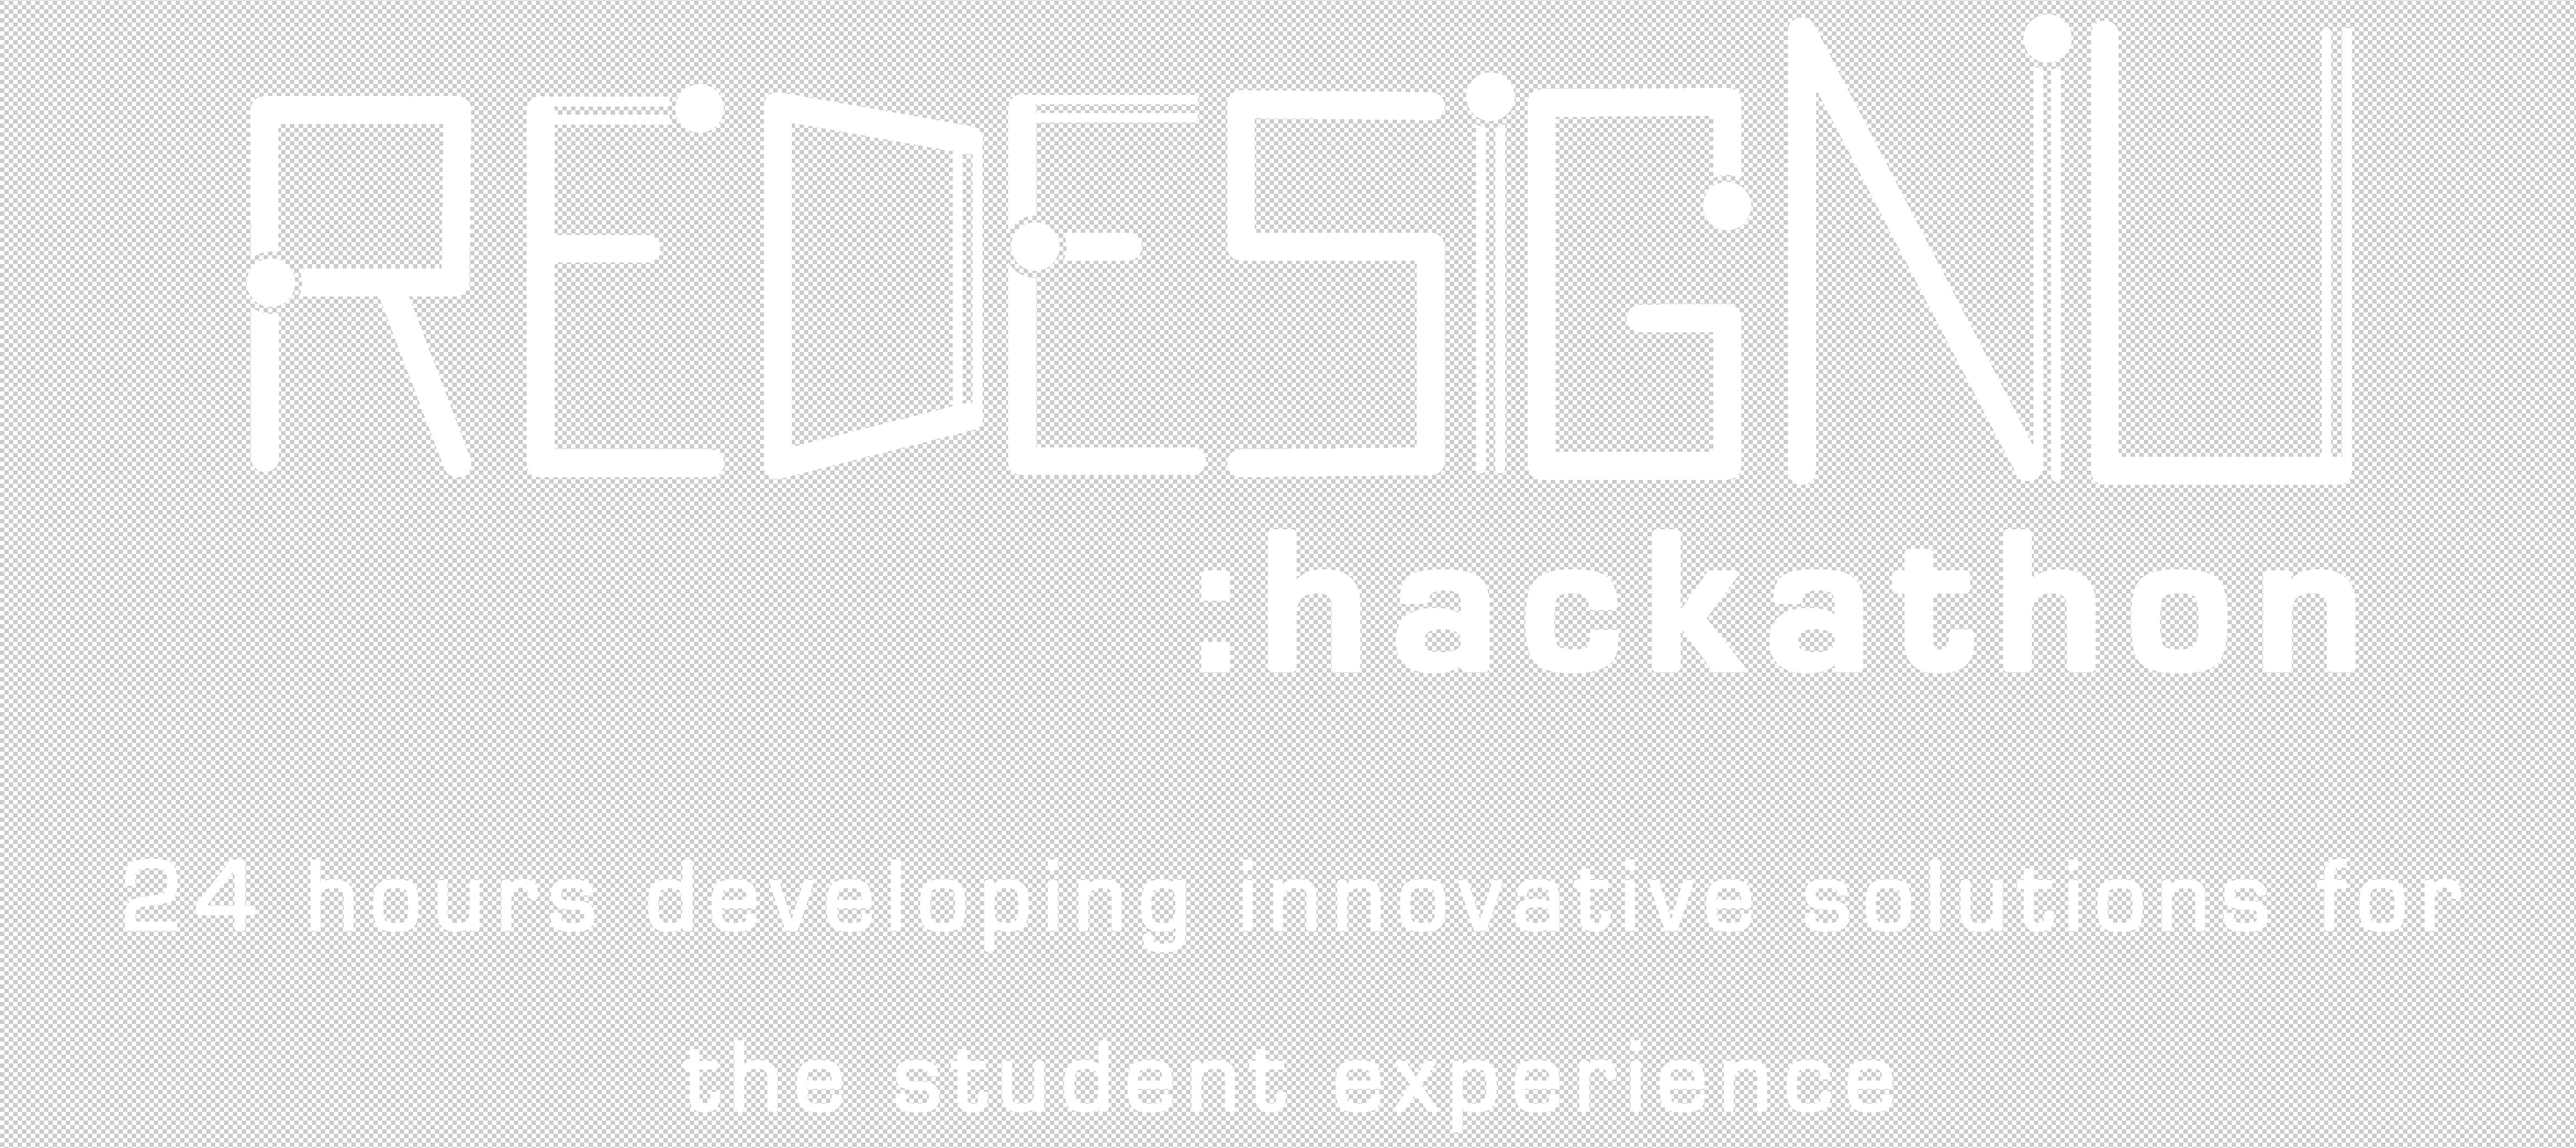 REDESiGNU
:hackathon
24 hours developing innovative solutions for
the student experience